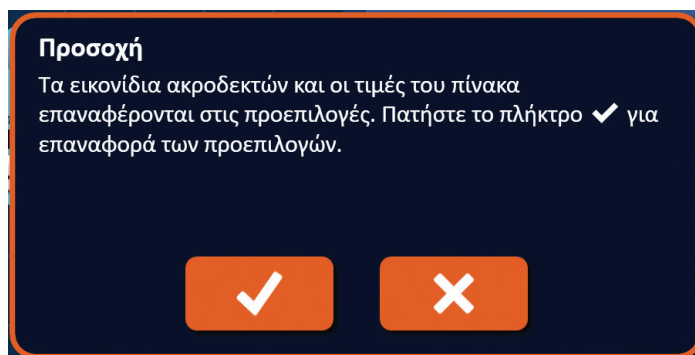 Προσοχή
Τα εικονίδια ακροδεκτών και οι τιμές του πίνακα
επαναφέρονται στις προεπιλογές. Πατήστε το πλήκτρο ✔ για
επαναφορά των προεπιλογών.